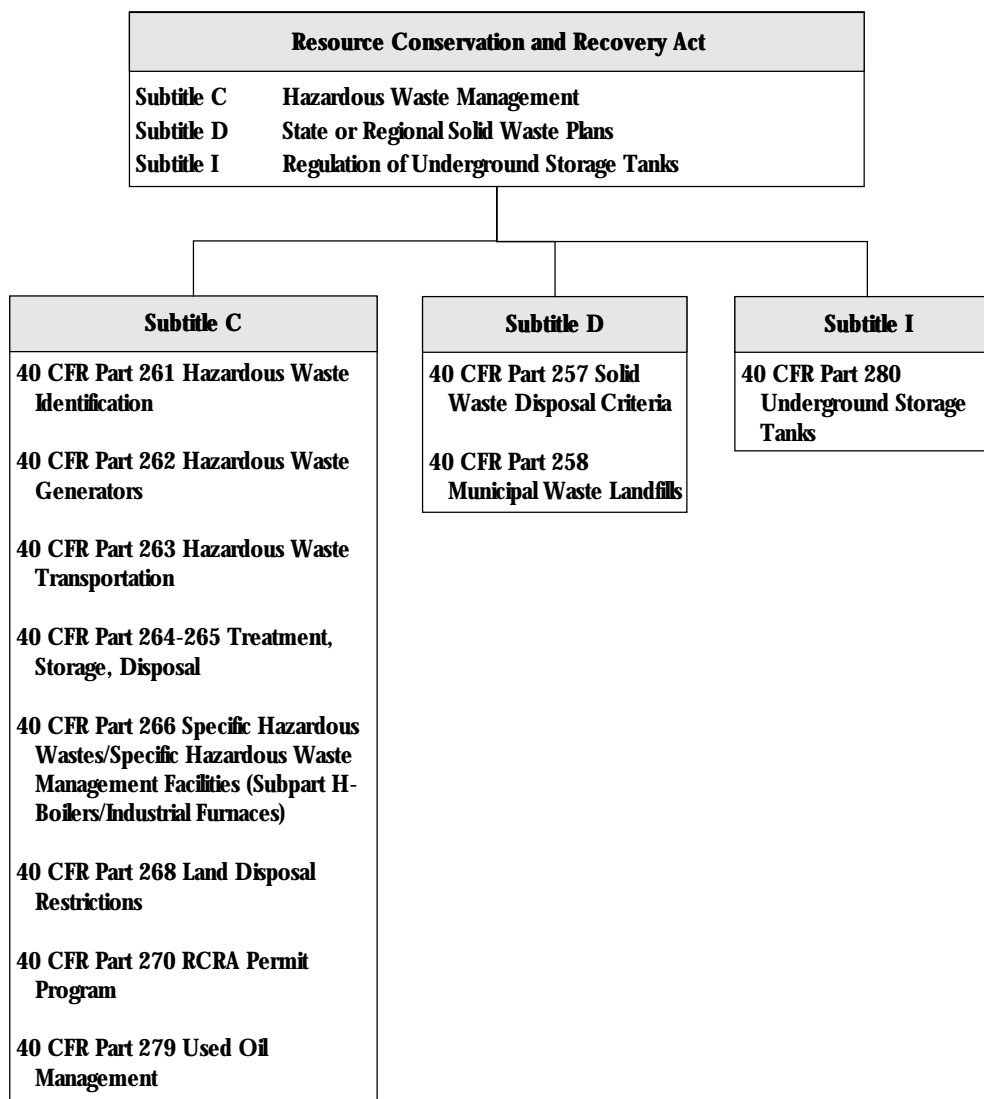 Resource Conservation and Recovery Act
Subtitle C Hazardous Waste Management
Subtitle D State or Regional Solid Waste Plans
Subtitle I Regulation of Underground Storage Tanks
Subtitle C
40 CFR Part 261 Hazardous Waste
Identification
40 CFR Part 262 Hazardous Waste
Generators
40 CFR Part 263 Hazardous Waste
Transportation
40 CFR Part 264-265 Treatment,
Storage, Disposal
40 CFR Part 266 Specific Hazardous
Wastes/Specific Hazardous Waste
Management Facilities (Subpart H-
Boilers/Industrial Furnaces)
40 CFR Part 268 Land Disposal
Restrictions
40 CFR Part 270 RCRA Permit
Program
40 CFR Part 279 Used Oil
Management
Subtitle D
40 CFR Part 257 Solid
Waste Disposal Criteria
40 CFR Part 258
Municipal Waste Landfills
Subtitle I
40 CFR Part 280
Underground Storage
Tanks